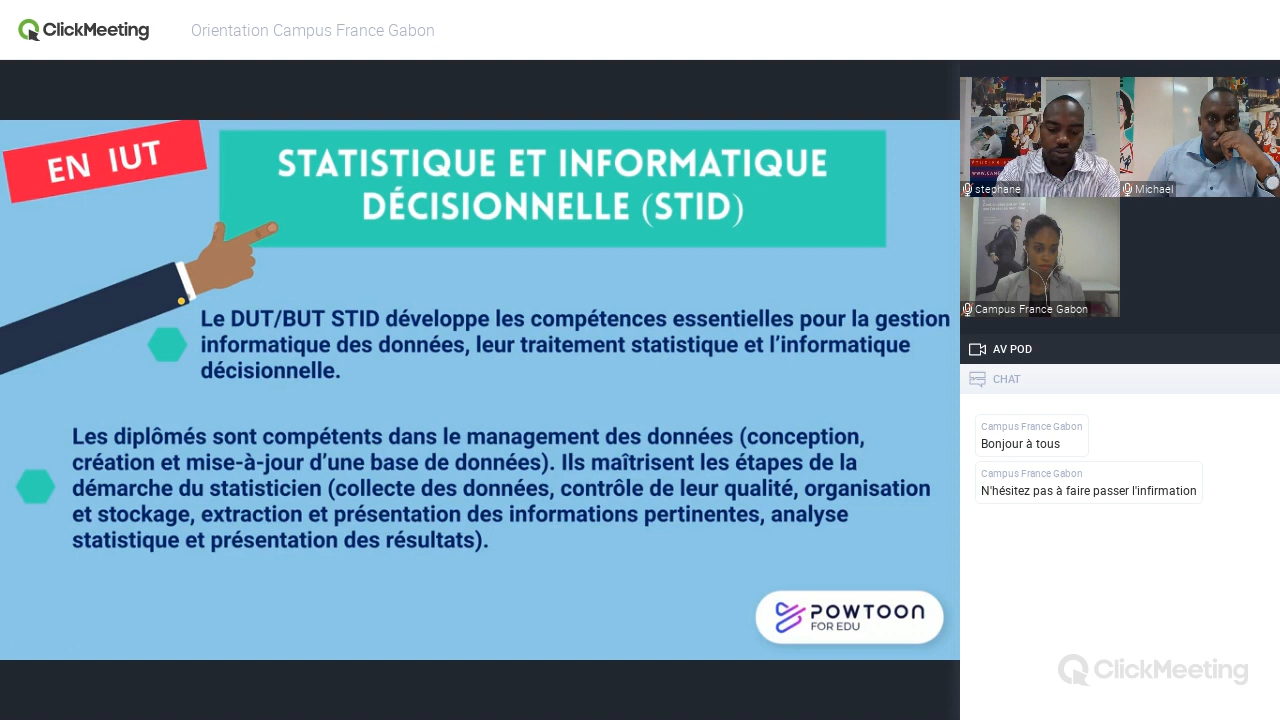 ClickMeeting
Orientation Campus France Gabon
EN IUT
STATISTIQUE ET INFORMATIQUE
DÉCISIONNELLE (STID)
Le DUT/BUT STID développe les compétences essentielles pour la gestion
informatique des données, leur traitement statistique et l’informatique
décisionnelle.
Les diplômés sont compétents dans le management des données (conception,
création et mise-à-jour d’une base de données). Ils maîtrisent les étapes de la
démarche du statisticien (collecte des données, contrôle de leur qualité, organisation
et stockage, extraction et présentation des informations pertinentes, analyse
statistique et présentation des résultats).
POWTOON
FOR EDU
stephane
Michael
Campus France Gabon
AV POD
CHAT
Campus France Gabon
Bonjour à tous
Campus France Gabon
N'hésitez pas à faire passer l'infirmation
ClickMeeting